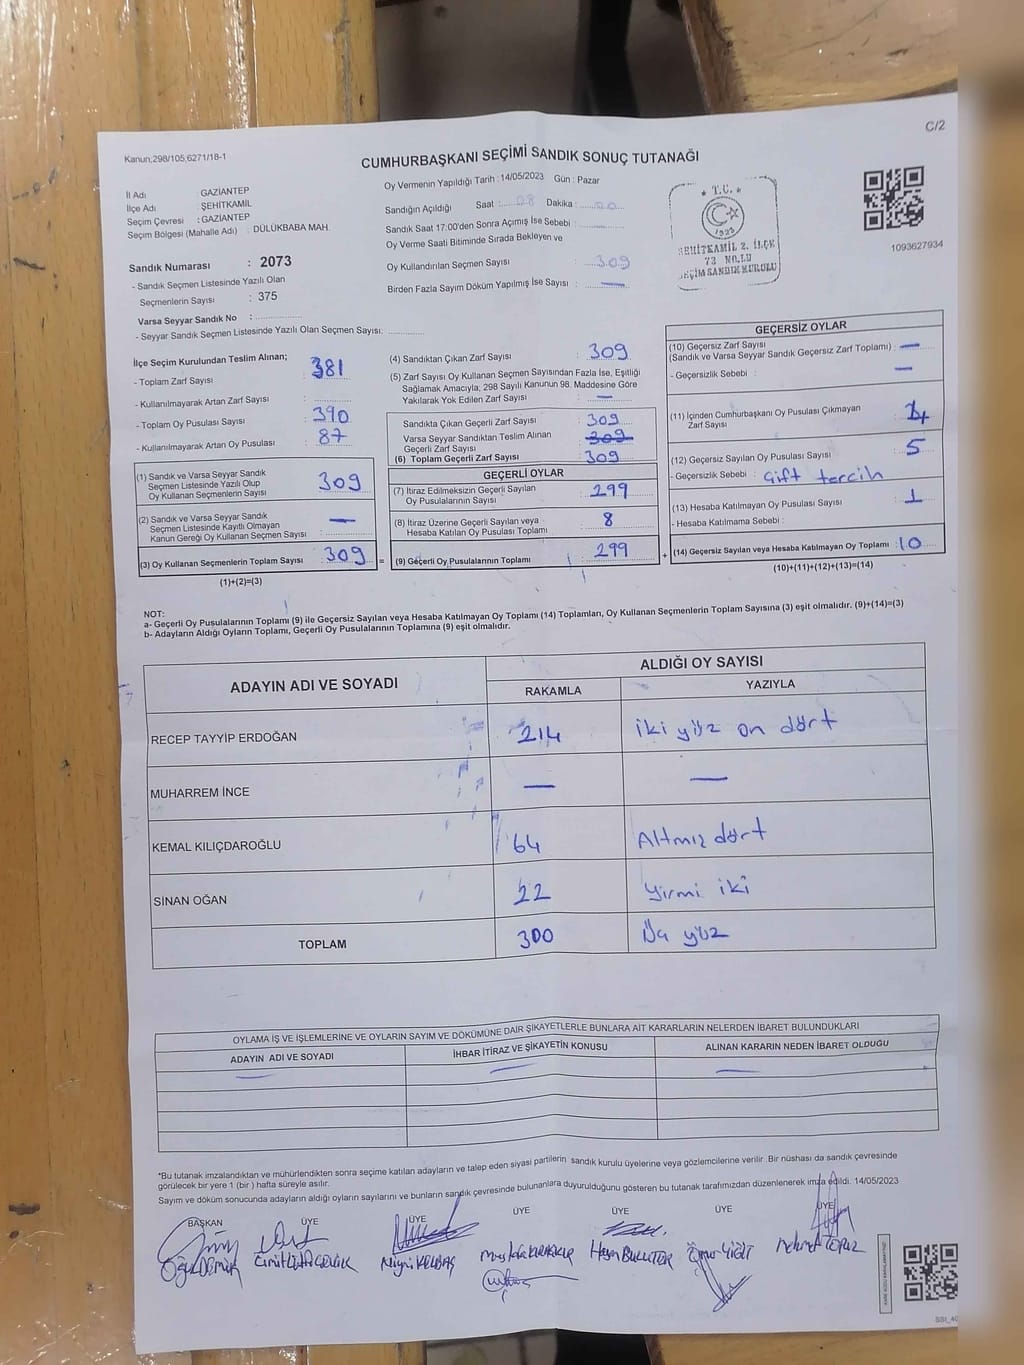 C/2
Kanun;298/105,6271/18-1
CUMHURBAŞKANI SEÇİMİ SANDIK SONUÇ TUTANAĞI
İl Adı GAZİANTEP
İlçe Adı ŞEHİTKAMİL
Seçim Çevresi : GAZİANTEP
Seçim Bölgesi (Mahalle Adı) : DÜLÜKBABA MAH.
Sandık Numarası : 2073
- Sandık Seçmen Listesinde Yazılı Olan
Seçmenlerin Sayısı : 375
Varsa Seyyar Sandık No :
- Seyyar Sandık Seçmen Listesinde Yazılı Olan Seçmen Sayısı:
Oy Vermenin Yapıldığı Tarih : 14/05/2023 Gün : Pazar
Sandığın Açıldığı Saat : 08 Dakika : 00
Sandık Saat 17:00'den Sonra Açımış İse Sebebi :
Oy Verme Saati Bitiminde Sırada Bekleyen ve
Oy Kullandırılan Seçmen Sayısı : 309
Birden Fazla Sayım Döküm Yapılmış İse Sayısı : —
T.C.
1923
ŞEHİTKAMİL 2. İLÇE
73 NO.LU
SEÇİM SANDIK KURULU
1093627934
İlçe Seçim Kurulundan Teslim Alınan;
- Toplam Zarf Sayısı : 381
- Kullanılmayarak Artan Zarf Sayısı :
- Toplam Oy Pusulası Sayısı : 390
- Kullanılmayarak Artan Oy Pusulası : 87
(1) Sandık ve Varsa Seyyar Sandık
Seçmen Listesinde Yazılı Olup
Oy Kullanan Seçmenlerin Sayısı : 309
(2) Sandık ve Varsa Seyyar Sandık
Seçmen Listesinde Kayıtlı Olmayan
Kanun Gereği Oy Kullanan Seçmen Sayısı : —
(3) Oy Kullanan Seçmenlerin Toplam Sayısı : 309
(1)+(2)=(3)
=
(4) Sandıktan Çıkan Zarf Sayısı : 309
(5) Zarf Sayısı Oy Kullanan Seçmen Sayısından Fazla İse, Eşitliği
Sağlamak Amacıyla; 298 Sayılı Kanunun 98. Maddesine Göre
Yakılarak Yok Edilen Zarf Sayısı : —
Sandıkta Çıkan Geçerli Zarf Sayısı : 309
Varsa Seyyar Sandıktan Teslim Alınan
Geçerli Zarf Sayısı : 309
(6) Toplam Geçerli Zarf Sayısı : 309
GEÇERLİ OYLAR
(7) İtiraz Edilmeksizin Geçerli Sayılan
Oy Pusulalarının Sayısı : 299
(8) İtiraz Üzerine Geçerli Sayılan veya
Hesaba Katılan Oy Pusulası Toplamı : 8
(9) Geçerli Oy Pusulalarının Toplamı : 299
+
GEÇERSİZ OYLAR
(10) Geçersiz Zarf Sayısı
(Sandık ve Varsa Seyyar Sandık Geçersiz Zarf Toplamı) : —
- Geçersizlik Sebebi : —
(11) İçinden Cumhurbaşkanı Oy Pusulası Çıkmayan
Zarf Sayısı : 4
(12) Geçersiz Sayılan Oy Pusulası Sayısı : 5
- Geçersizlik Sebebi : Çift tercih
(13) Hesaba Katılmayan Oy Pusulası Sayısı : 1
- Hesaba Katılmama Sebebi :
(14) Geçersiz Sayılan veya Hesaba Katılmayan Oy Toplamı : 10
(10)+(11)+(12)+(13)=(14)
NOT:
a- Geçerli Oy Pusulalarının Toplamı (9) ile Geçersiz Sayılan veya Hesaba Katılmayan Oy Toplamı (14) Toplamları, Oy Kullanan Seçmenlerin Toplam Sayısına (3) eşit olmalıdır. (9)+(14)=(3)
b- Adayların Aldığı Oyların Toplamı, Geçerli Oy Pusulalarının Toplamına (9) eşit olmalıdır.
ADAYIN ADI VE SOYADI ALDIĞI OY SAYISI
RAKAMLA YAZIYLA
RECEP TAYYİP ERDOĞAN 214 iki yüz on dört
MUHARREM İNCE — —
KEMAL KILIÇDAROĞLU 64 Altmız dört
SİNAN OĞAN 22 yirmi iki
TOPLAM 300 Üç yüz
OYLAMA İŞ VE İŞLEMLERİNE VE OYLARIN SAYIM VE DÖKÜMÜNE DAİR ŞİKAYETLERLE BUNLARA AİT KARARLARIN NELERDEN İBARET BULUNDUKLARI
ADAYIN ADI VE SOYADI İHBAR İTİRAZ VE ŞİKAYETİN KONUSU ALINAN KARARIN NEDEN İBARET OLDUĞU
— — —
*Bu tutanak imzalandıktan ve mühürlendikten sonra seçime katılan adayların ve talep eden siyasi partilerin sandık kurulu üyelerine veya gözlemcilerine verilir. Bir nüshası da sandık çevresinde
görülecek bir yere 1 (bir ) hafta süreyle asılır.
Sayım ve döküm sonucunda adayların aldığı oyların sayılarını ve bunların sandık çevresinde bulunanlara duyurulduğunu gösteren bu tutanak tarafımızdan düzenlenerek imza edildi. 14/05/2023
BAŞKAN ÜYE ÜYE ÜYE ÜYE ÜYE ÜYE
Mehmet TOPUZ